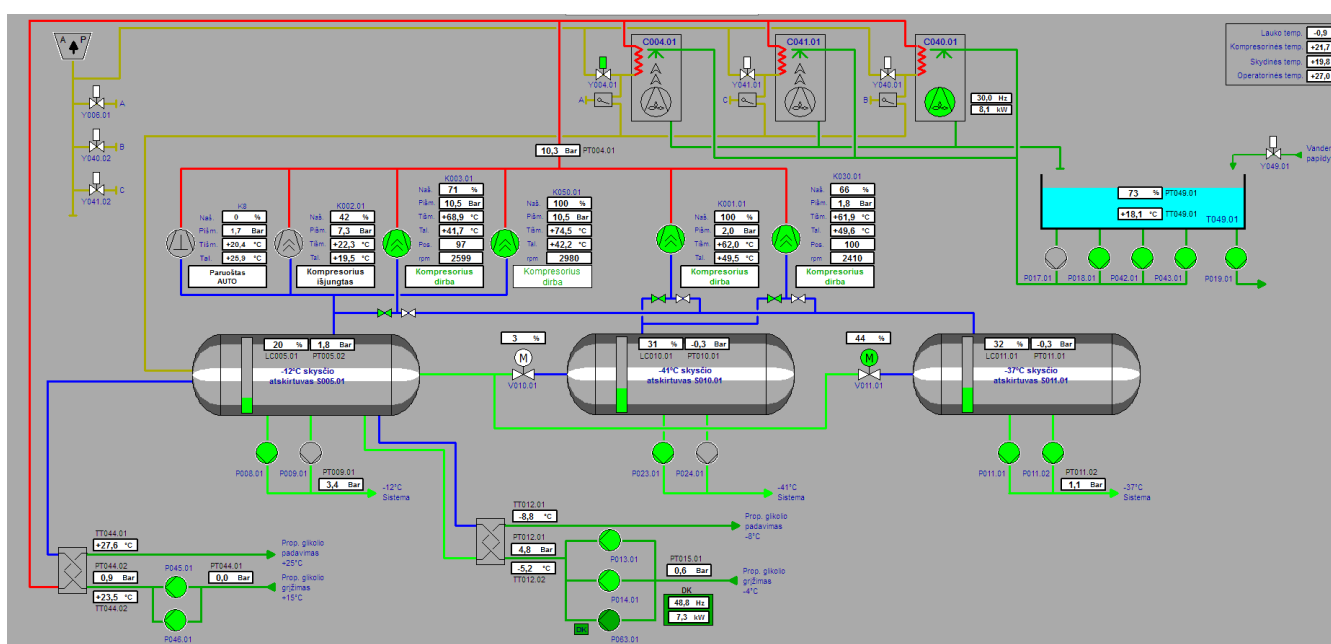 A P
Y006.01
A
Y040.02
B
Y041.02
C
C004.01
C041.01
C040.01
Y004.01
Y041.01
Y040.01
A
C
B
30,0 Hz
8,1 kW
Lauko temp. -0,9
Kompresorinės temp. +21,7
Skydinės temp. +19,8
Operatorinės temp. +27,0
10,3 Bar PT004.01
Y049.01
Vanden
papildy
73 % PT049.01
+18,1 °C TT049.01
T049.01
P017.01
P018.01
P042.01
P043.01
P019.01
K8
Naš. 0 %
Pišm. 1,7 Bar
Tišm. +20,4 °C
Tal. +25,9 °C
Paruoštas
AUTO
K002.01
Naš. 42 %
Pišm. 7,3 Bar
Tišm. +22,3 °C
Tal. +19,5 °C
Kompresorius
išjungtas
K003.01
Naš. 71 %
Pišm. 10,5 Bar
Tišm. +68,9 °C
Tal. +41,7 °C
Pos. 97
rpm 2599
Kompresorius
dirba
K050.01
Naš. 100 %
Pišm. 10,5 Bar
Tišm. +74,5 °C
Tal. +42,2 °C
rpm 2980
Kompresorius
dirba
K001.01
Naš. 100 %
Pišm. 2,0 Bar
Tišm. +62,0 °C
Tal. +49,5 °C
Kompresorius
dirba
K030.01
Naš. 66 %
Pišm. 1,8 Bar
Tišm. +61,9 °C
Tal. +49,6 °C
Pos. 100
rpm 2410
Kompresorius
dirba
20 % 1,8 Bar
LC005.01 PT005.02
-12°C skysčio
atskirtuvas S005.01
3 %
M
V010.01
31 % -0,3 Bar
LC010.01 PT010.01
-41°C skysčio
atskirtuvas S010.01
44 %
M
V011.01
32 % -0,3 Bar
LC011.01 PT011.01
-37°C skysčio
atskirtuvas S011.01
P008.01
P009.01
PT009.01
3,4 Bar
-12°C
Sistema
P023.01
P024.01
-41°C
Sistema
P011.01
P011.02
PT011.02
1,1 Bar
-37°C
Sistema
TT044.01
+27,6 °C
Prop. glikolio
padavimas
+25°C
PT044.02
0,9 Bar
+23,5 °C
TT044.02
P045.01
P046.01
PT044.01
0,0 Bar
Prop. glikolio
grįžimas
+15°C
TT012.01
-8,8 °C
Prop. glikolio
padavimas
-8°C
PT012.01
4,8 Bar
-5,2 °C
TT012.02
P013.01
P014.01
DK
P063.01
PT015.01
0,6 Bar
Prop. glikolio
grįžimas
-4°C
DK
48,8 Hz
7,3 kW